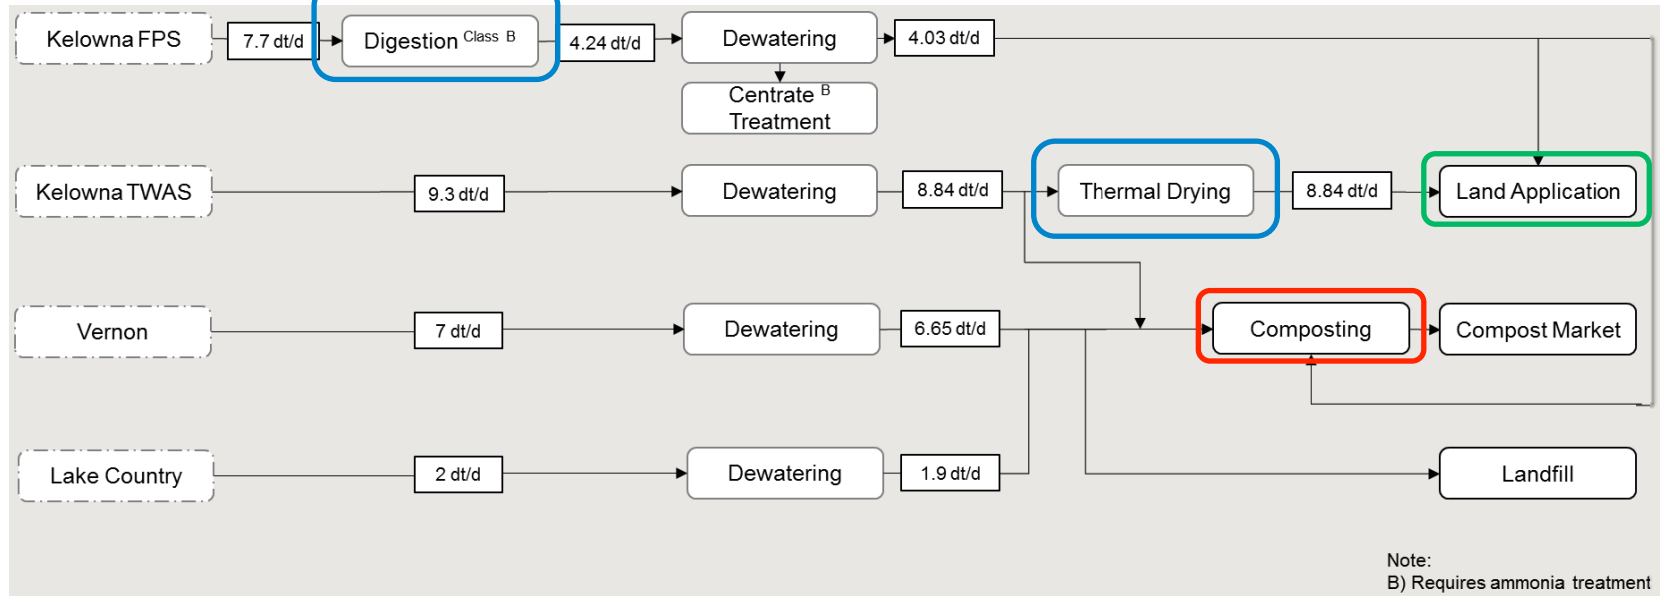 Kelowna FPS
7.7 dt/d
Digestion Class B
4.24 dt/d
Dewatering
4.03 dt/d
Centrate B
Treatment
Kelowna TWAS
9.3 dt/d
Dewatering
8.84 dt/d
Thermal Drying
8.84 dt/d
Land Application
Vernon
7 dt/d
Dewatering
6.65 dt/d
Composting
Compost Market
Lake Country
2 dt/d
Dewatering
1.9 dt/d
Landfill
Note:
B) Requires ammonia treatment